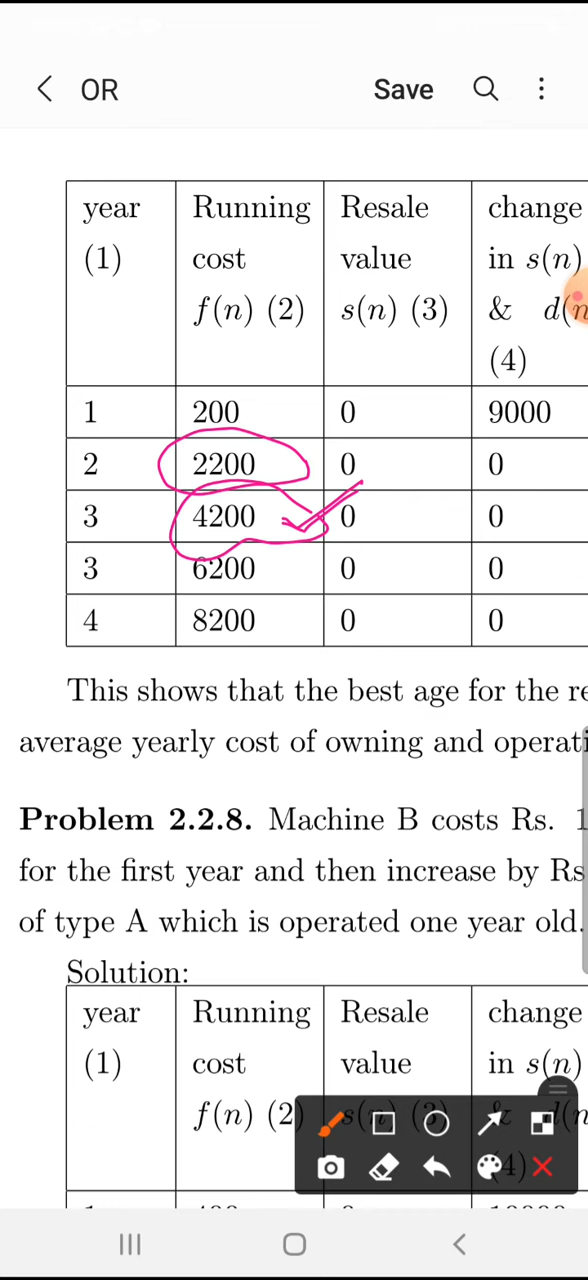 OR Save
year Running Resale change
(1) cost value in s(n)
f(n) (2) s(n) (3) &
(4)
1 200 0 9000
2 2200 0 0
3 4200 0 0
3 6200 0 0
4 8200 0 0
This shows that the best age for the
average yearly cost of owning and
Problem 2.2.8. Machine B costs Rs.
for the first year and then increase by Rs
of type A which is operated one year old.
Solution:
year Running Resale change
(1) cost value in s(n)
f(n) (2)